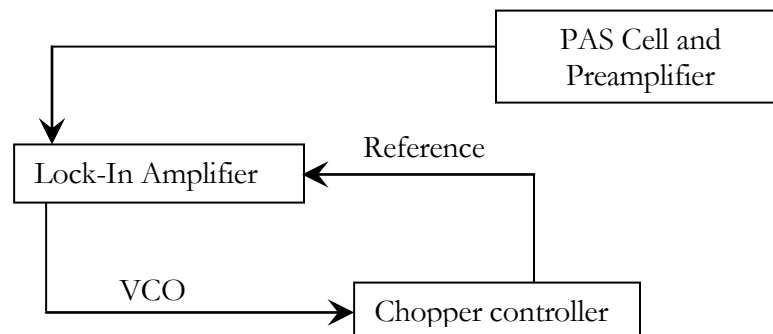 PAS Cell and
Preamplifier
Reference
Lock-In Amplifier
VCO
Chopper controller